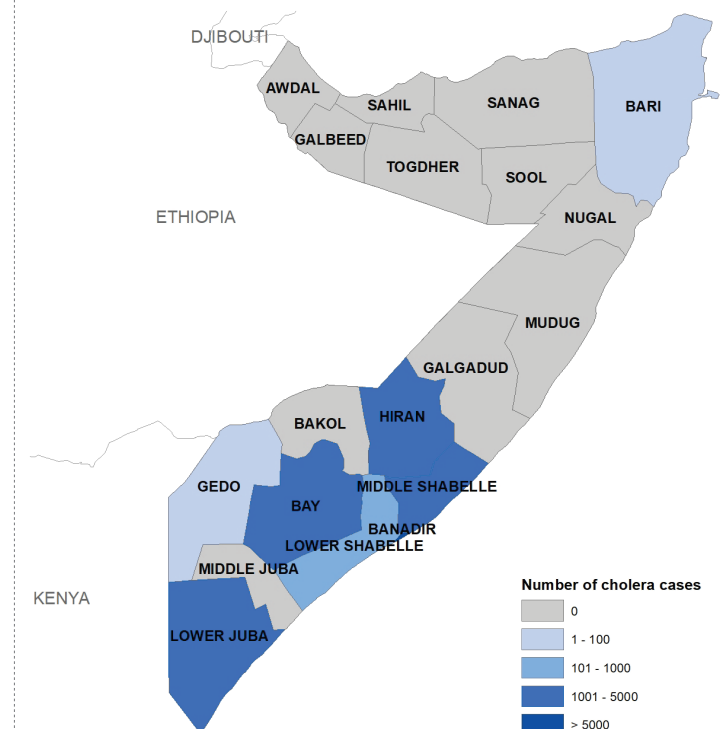 DJIBOUTI
AWDAL
SAHIL
SANAG
BARI
GALBEED
TOGDHER
SOOL
ETHIOPIA
NUGAL
MUDUG
GALGADUD
HIRAN
BAKOL
GEDO
MIDDLE SHABELLE
BAY
BANADIR
LOWER SHABELLE
MIDDLE JUBA
KENYA
LOWER JUBA
Number of cholera cases
0
1 - 100
101 - 1000
1001 - 5000
> 5000